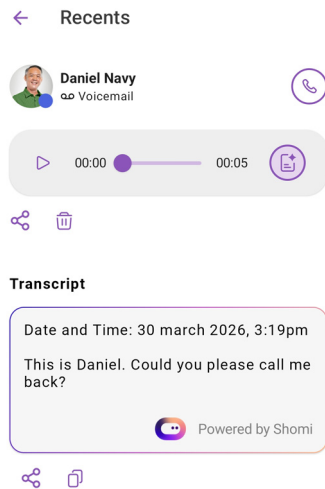 Recents
Daniel Navy
Voicemail
00:00 00:05
Transcript
Date and Time: 30 march 2026, 3:19pm
This is Daniel. Could you please call me
back?
Powered by Shomi